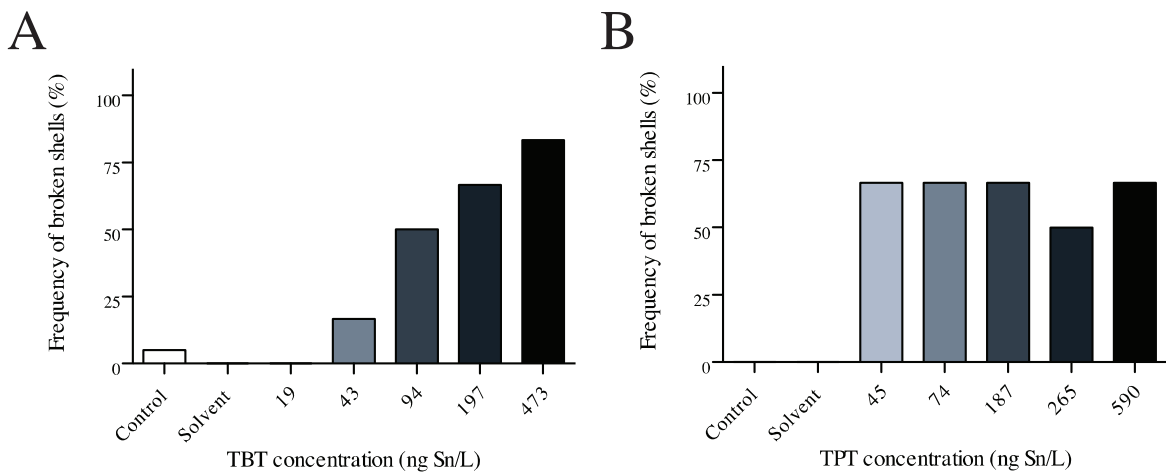 A
Frequency of broken shells (%)
100
75
50
25
0
Control
Solvent
19
43
94
197
473
TBT concentration (ng Sn/L)
B
Frequency of broken shells (%)
100
75
50
25
0
Control
Solvent
45
74
187
265
590
TPT concentration (ng Sn/L)